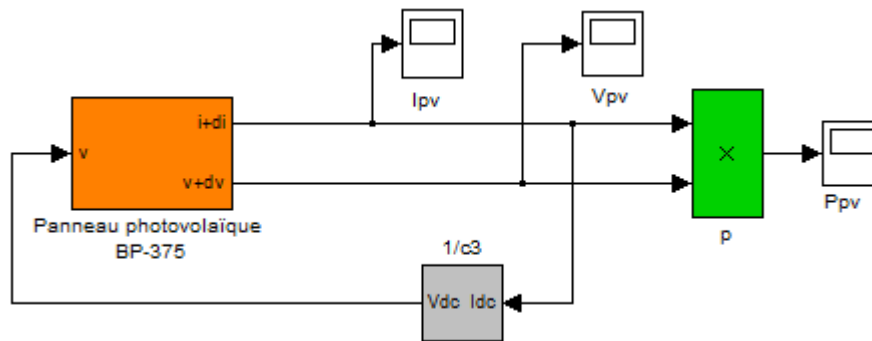 Ipv
Vpv
i+di
v
v+dv
×
Ppv
Panneau photovolaïque
BP-375
p
1/c3
Vdc Idc